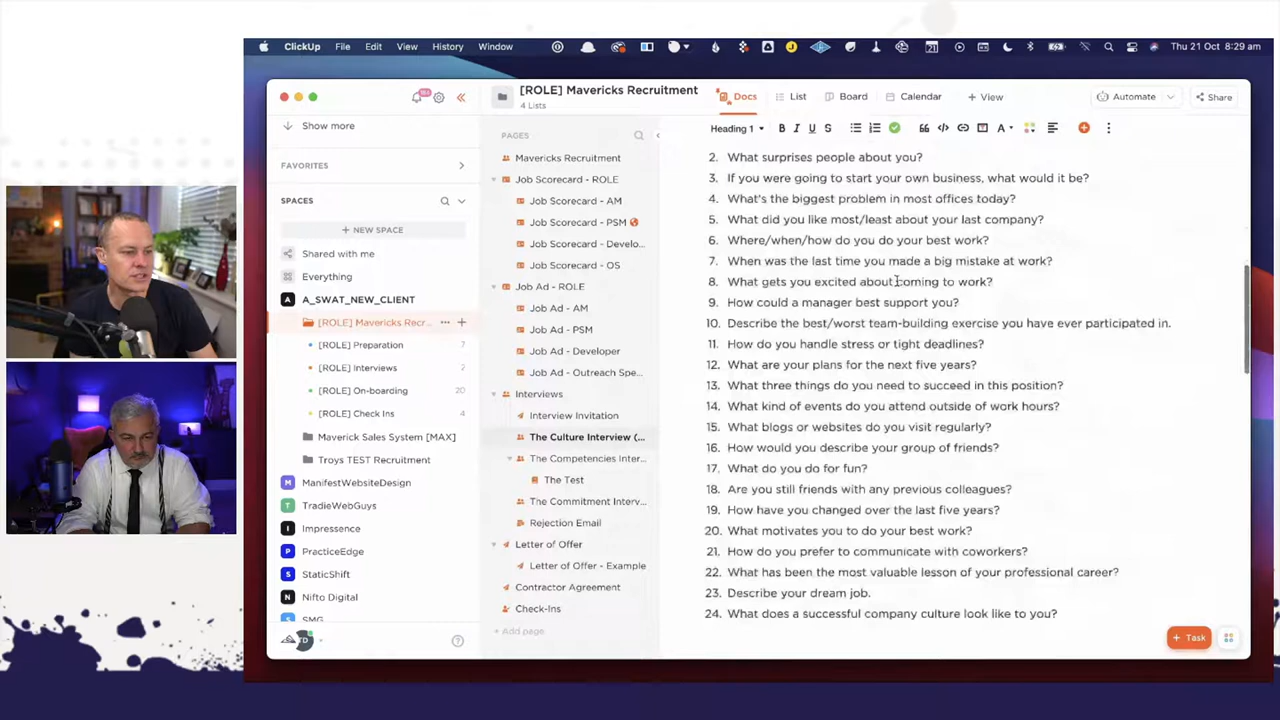 ClickUp File Edit View History Window
21 Thu 21 Oct 8:29 am
Show more
FAVORITES
SPACES
+ NEW SPACE
Shared with me
Everything
A A_SWAT_NEW_CLIENT
[ROLE] Mavericks Recr... ... +
[ROLE] Preparation 7
[ROLE] Interviews 2
[ROLE] On-boarding 20
[ROLE] Check Ins 4
Maverick Sales System [MAX]
Troys TEST Recruitment
M ManifestWebsiteDesign
T TradieWebGuys
I Impressence
P PracticeEdge
S StaticShift
N Nifto Digital
SMG
[ROLE] Mavericks Recruitment
4 Lists
Docs List Board Calendar + View
Automate Share
PAGES
Mavericks Recruitment
Job Scorecard - ROLE
Job Scorecard - AM
Job Scorecard - PSM
Job Scorecard - Develo...
Job Scorecard - OS
Job Ad - ROLE
Job Ad - AM
Job Ad - PSM
Job Ad - Developer
Job Ad - Outreach Spe...
Interviews
Interview Invitation
The Culture Interview (...
The Competencies Inter...
The Test
The Commitment Interv...
Rejection Email
Letter of Offer
Letter of Offer - Example
Contractor Agreement
Check-Ins
+ Add page
Heading 1 B I U S A
2. What surprises people about you?
3. If you were going to start your own business, what would it be?
4. What's the biggest problem in most offices today?
5. What did you like most/least about your last company?
6. Where/when/how do you do your best work?
7. When was the last time you made a big mistake at work?
8. What gets you excited about coming to work?
9. How could a manager best support you?
10. Describe the best/worst team-building exercise you have ever participated in.
11. How do you handle stress or tight deadlines?
12. What are your plans for the next five years?
13. What three things do you need to succeed in this position?
14. What kind of events do you attend outside of work hours?
15. What blogs or websites do you visit regularly?
16. How would you describe your group of friends?
17. What do you do for fun?
18. Are you still friends with any previous colleagues?
19. How have you changed over the last five years?
20. What motivates you to do your best work?
21. How do you prefer to communicate with coworkers?
22. What has been the most valuable lesson of your professional career?
23. Describe your dream job.
24. What does a successful company culture look like to you?
+ Task